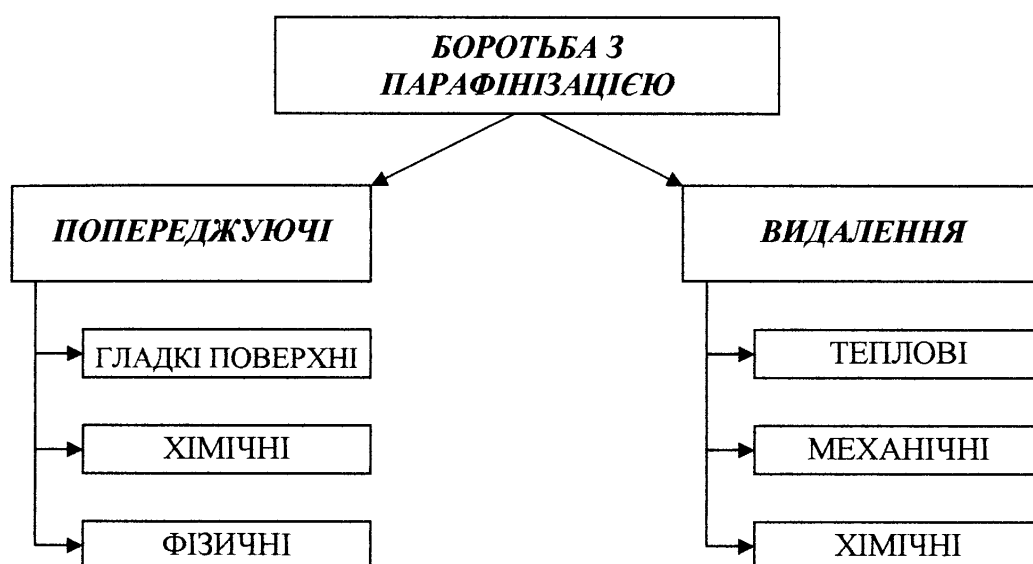 БОРОТЬБА З
ПАРАФІНІЗАЦІЄЮ
ПОПЕРЕДЖУЮЧІ
ВИДАЛЕННЯ
ГЛАДКІ ПОВЕРХНІ
ТЕПЛОВІ
ХІМІЧНІ
МЕХАНІЧНІ
ФІЗИЧНІ
ХІМІЧНІ